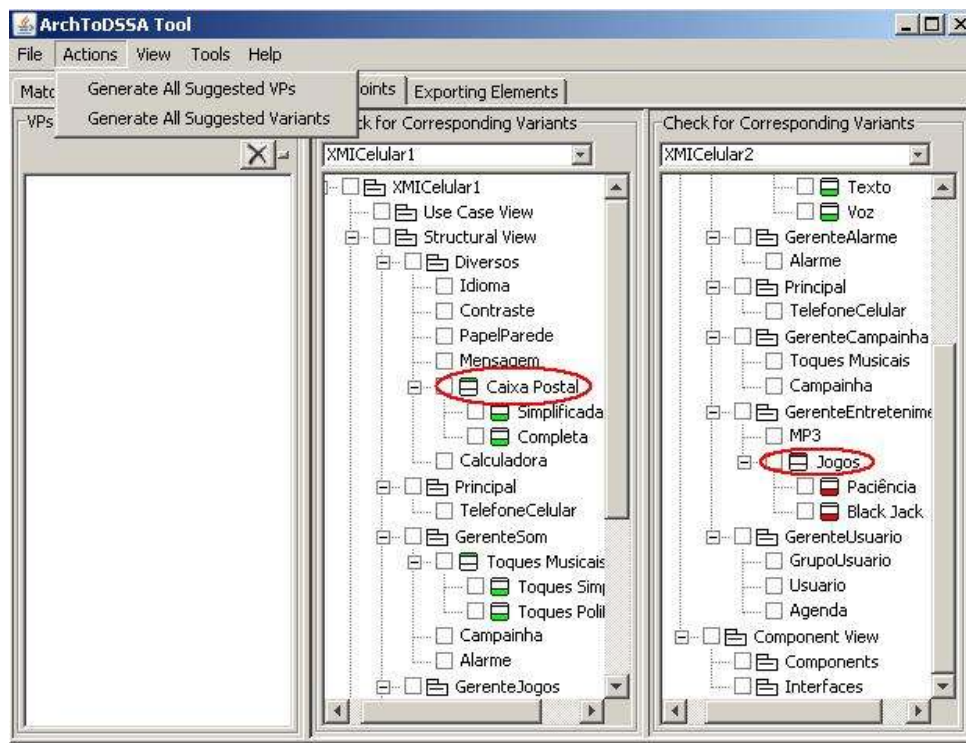 ArchToDSSA Tool
File Actions View Tools Help
Matc
oints
Exporting Elements
Generate All Suggested VPs
Generate All Suggested Variants
VPs
ck for Corresponding Variants
XMICelular1
XMICelular1
Use Case View
Structural View
Diversos
Idioma
Contraste
PapelParede
Mensagem
Caixa Postal
Simplificada
Completa
Calculadora
Principal
TelefoneCelular
GerenteSom
Toques Musicais
Toques Sim
Toques Poli
Campainha
Alarme
GerenteJogos
Check for Corresponding Variants
XMICelular2
Texto
Voz
GerenteAlarme
Alarme
Principal
TelefoneCelular
GerenteCampainha
Toques Musicais
Campainha
GerenteEntretenime
MP3
Jogos
Paciência
Black Jack
GerenteUsuario
GrupoUsuario
Usuario
Agenda
Component View
Components
Interfaces